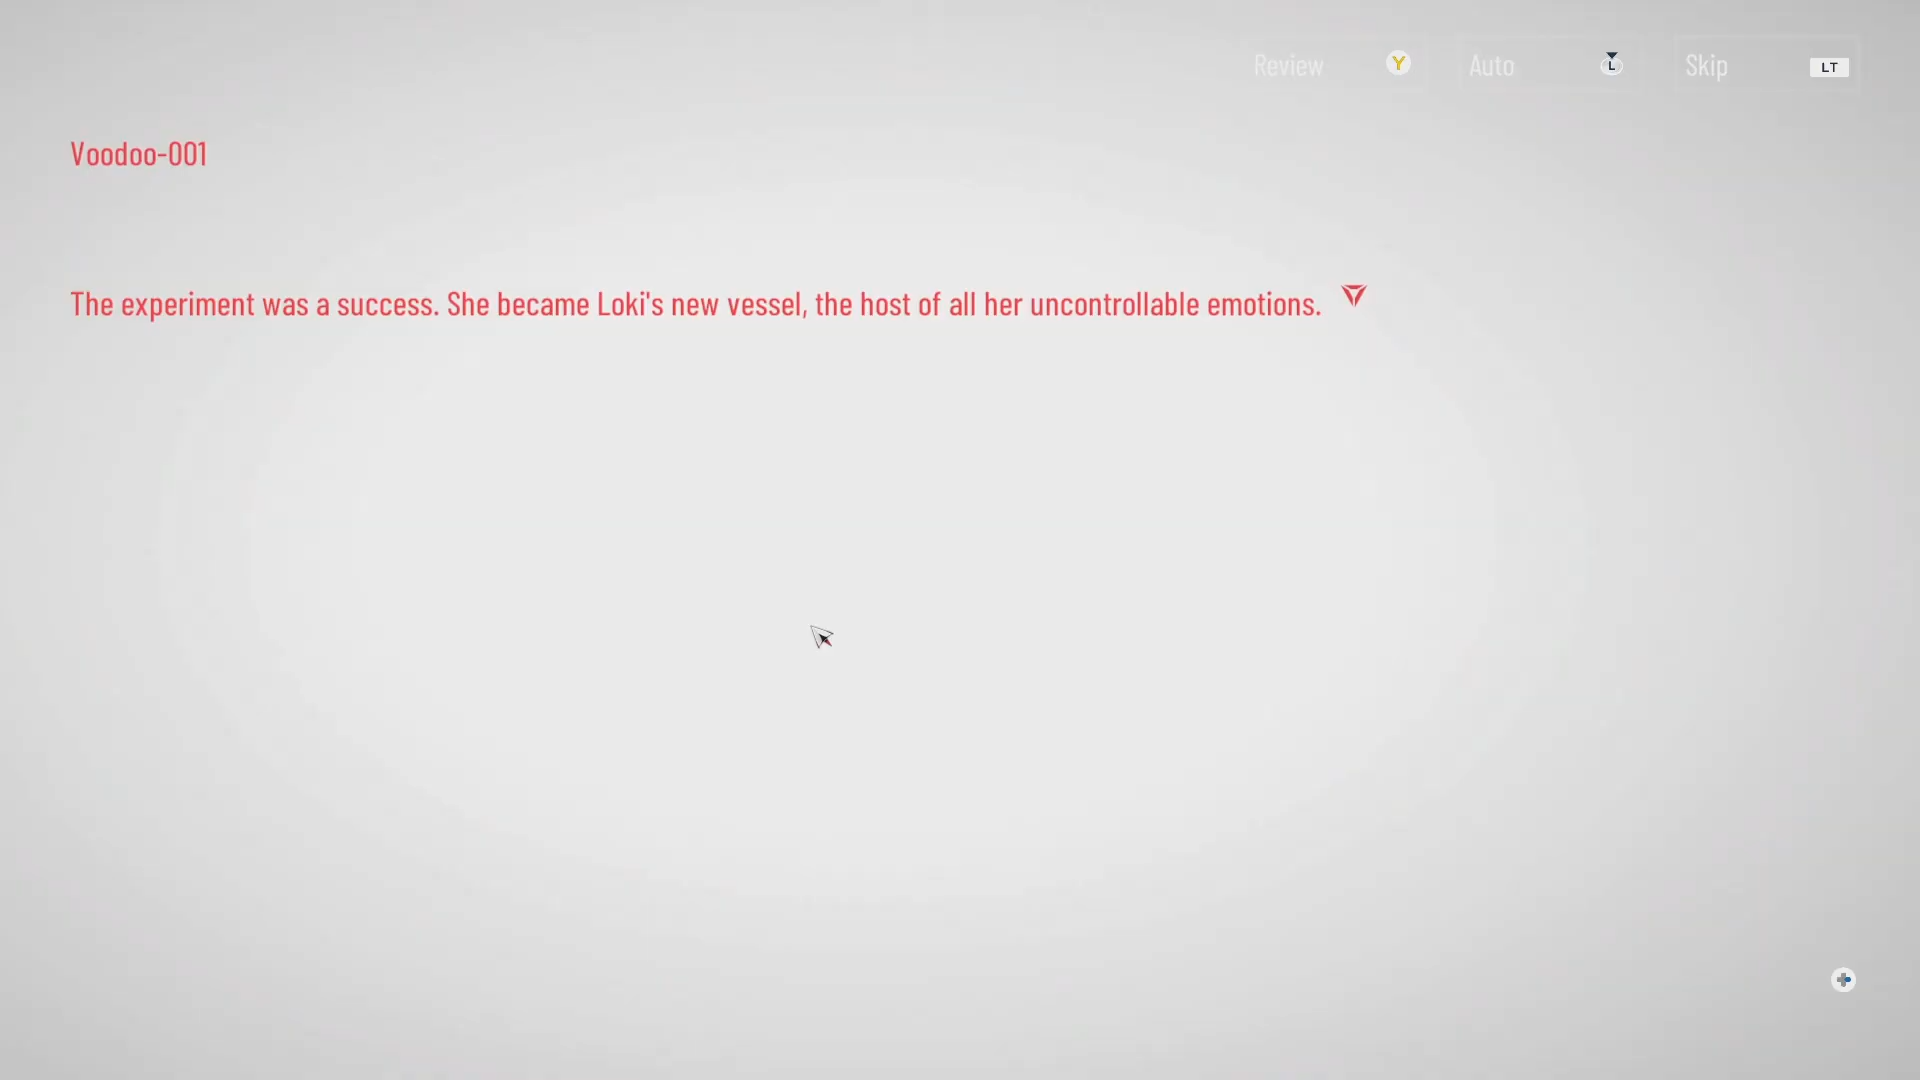 Review Y Auto L Skip LT
Voodoo-001
The experiment was a success. She became Loki's new vessel, the host of all her uncontrollable emotions.